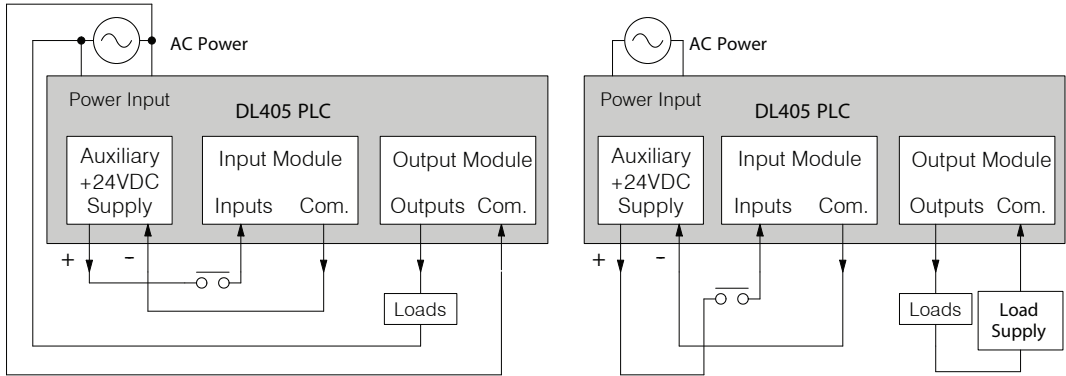 AC Power
Power Input
DL405 PLC
Auxiliary
+24VDC
Supply
Input Module
Inputs Com.
Output Module
Outputs Com.
+ -
Loads
AC Power
Power Input
DL405 PLC
Auxiliary
+24VDC
Supply
Input Module
Inputs Com.
Output Module
Outputs Com.
+ -
Loads
Load
Supply